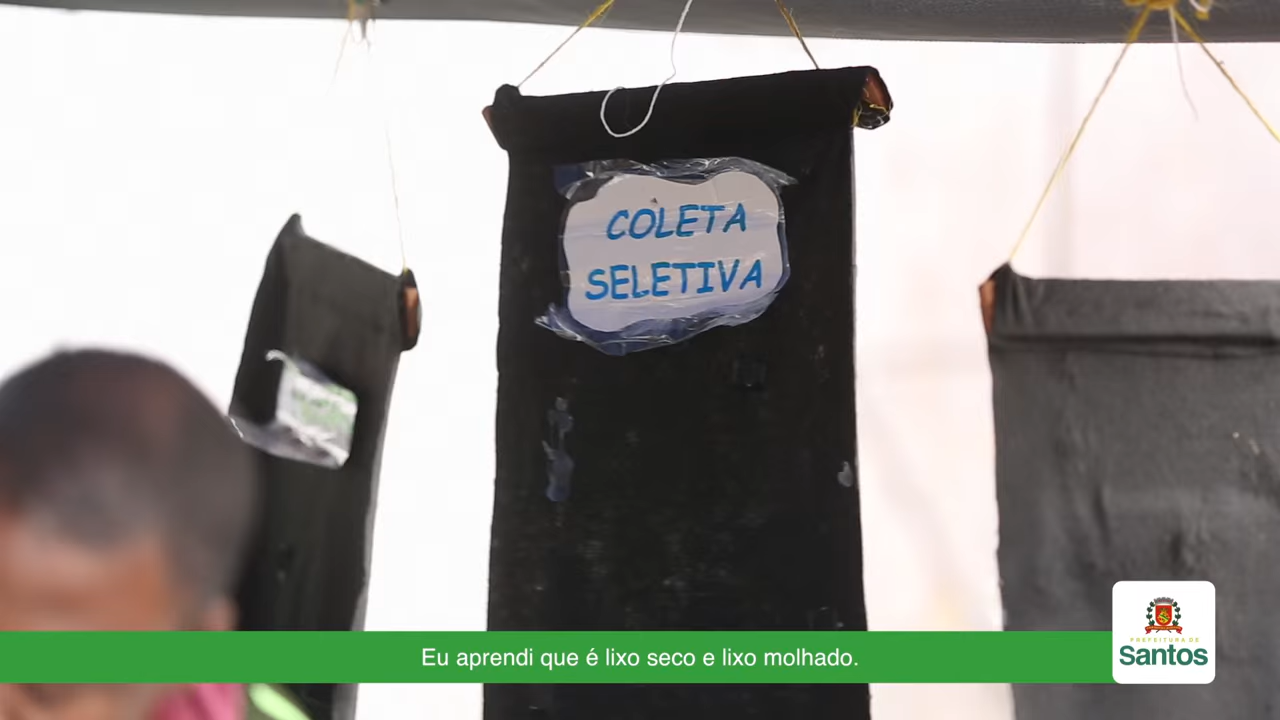 COLETA
SELETIVA
Eu aprendi que é lixo seco e lixo molhado.
PREFEITURA DE
Santos